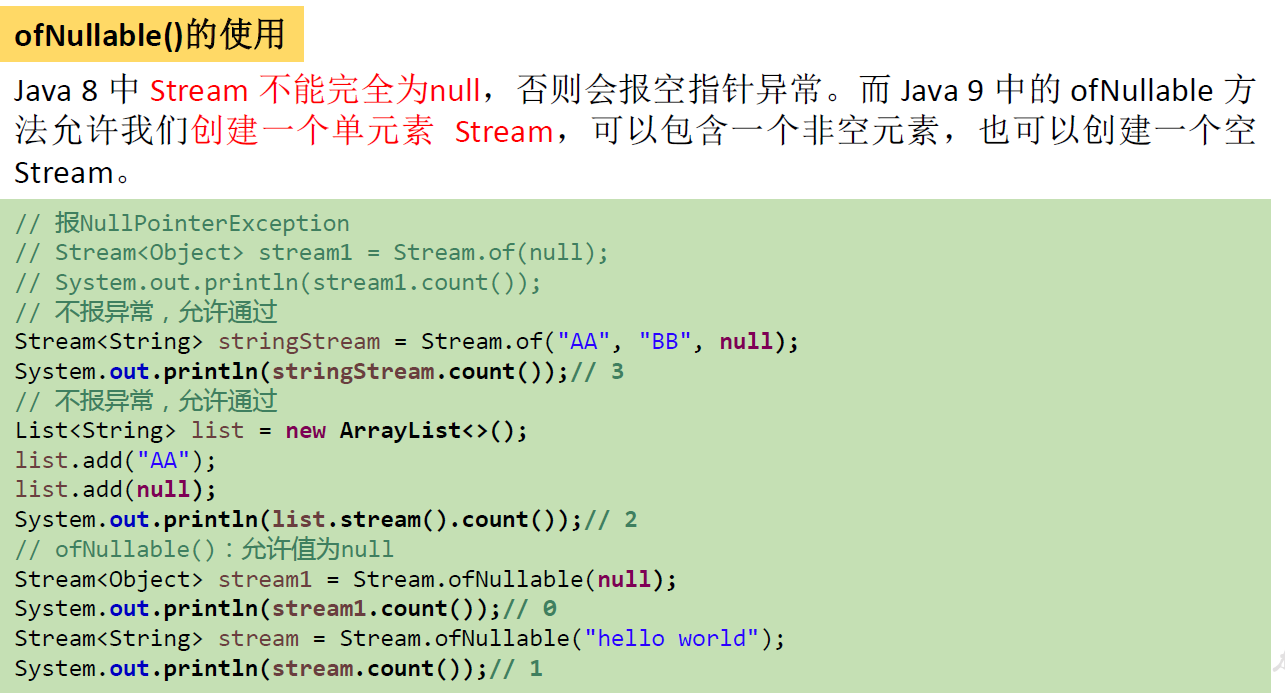 ofNullable()的使用
Java 8 中 Stream 不能完全为null，否则会报空指针异常。而 Java 9 中的 ofNullable 方
法允许我们创建一个单元素 Stream，可以包含一个非空元素，也可以创建一个空
Stream。
// 报NullPointerException
// Stream<Object> stream1 = Stream.of(null);
// System.out.println(stream1.count());
// 不报异常，允许通过
Stream<String> stringStream = Stream.of("AA", "BB", null);
System.out.println(stringStream.count());// 3
// 不报异常，允许通过
List<String> list = new ArrayList<>();
list.add("AA");
list.add(null);
System.out.println(list.stream().count());// 2
// ofNullable()：允许值为null
Stream<Object> stream1 = Stream.ofNullable(null);
System.out.println(stream1.count());// 0
Stream<String> stream = Stream.ofNullable("hello world");
System.out.println(stream.count());// 1